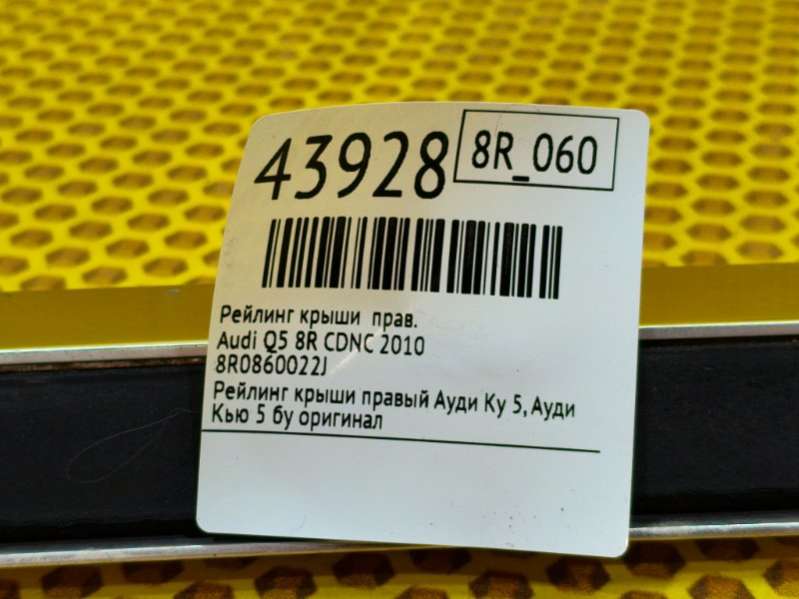 43928
8R_060
Рейлинг крыши прав.
Audi Q5 8R CDNC 2010
8R0860022J
Рейлинг крыши правый Ауди Ку 5, Ауди
Кью 5 бу оригинал